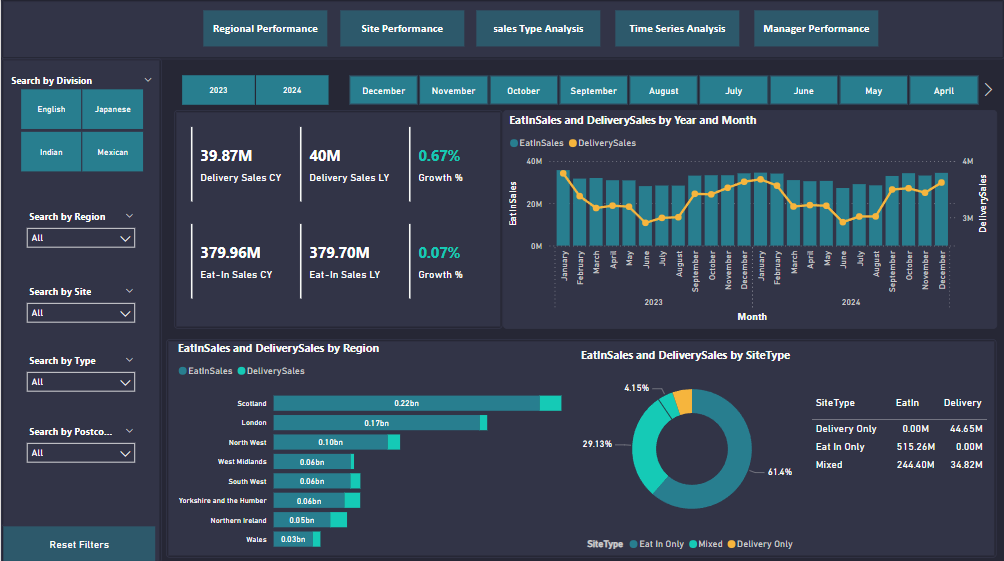 Regional Performance
Site Performance
sales Type Analysis
Time Series Analysis
Manager Performance
Search by Division
English
Japanese
Indian
Mexican
Search by Region
All
Search by Site
All
Search by Type
All
Search by Postco...
All
Reset Filters
2023
2024
December
November
October
September
August
July
June
May
April
39.87M
Delivery Sales CY
40M
Delivery Sales LY
0.67%
Growth %
379.96M
Eat-In Sales CY
379.70M
Eat-In Sales LY
0.07%
Growth %
EatInSales and DeliverySales by Year and Month
EatInSales DeliverySales
40M
20M
0M
EatInSales
4M
3M
DeliverySales
January
February
March
April
May
June
July
August
September
October
November
December
January
February
March
April
May
June
July
August
September
October
November
December
2023
2024
Month
EatInSales and DeliverySales by Region
EatInSales DeliverySales
Scotland 0.22bn
London 0.17bn
North West 0.10bn
West Midlands 0.06bn
South West 0.06bn
Yorkshire and the Humber 0.06bn
Northern Ireland 0.05bn
Wales 0.03bn
EatInSales and DeliverySales by SiteType
4.15%
29.13%
61.4%
SiteType Eat In Only Mixed Delivery Only
SiteType EatIn Delivery
Delivery Only 0.00M 44.65M
Eat In Only 515.26M 0.00M
Mixed 244.40M 34.82M